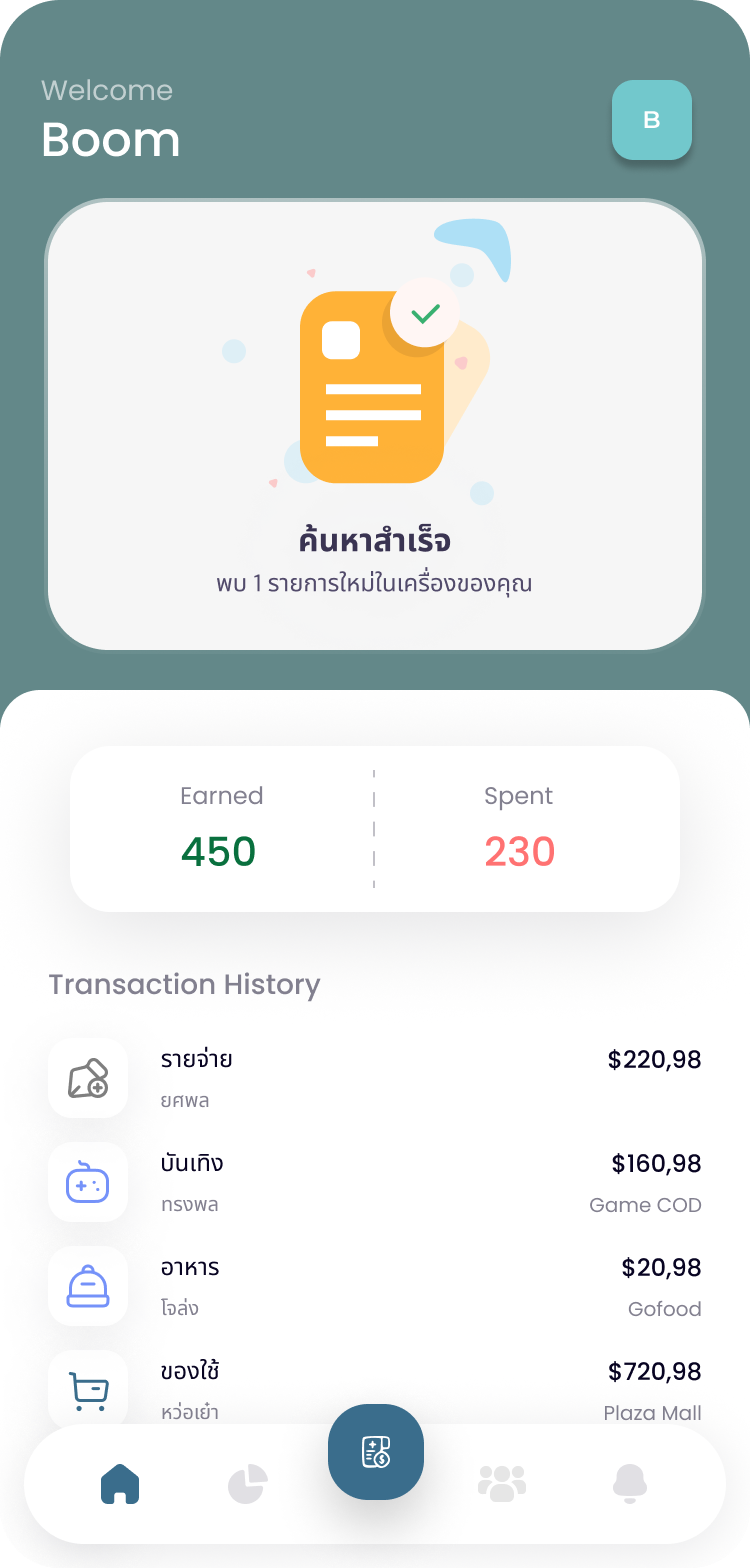 Welcome
Boom
B
ค้นหาสำเร็จ
พบ 1 รายการใหม่ในเครื่องของคุณ
Earned
Spent
450
230
Transaction History
รายจ่าย
$220,98
ยศพล
บันเทิง
$160,98
ทรงพล
Game COD
อาหาร
$20,98
โจล่ง
Gofood
ของใช้
$720,98
หว่อเย๋า
Plaza Mall